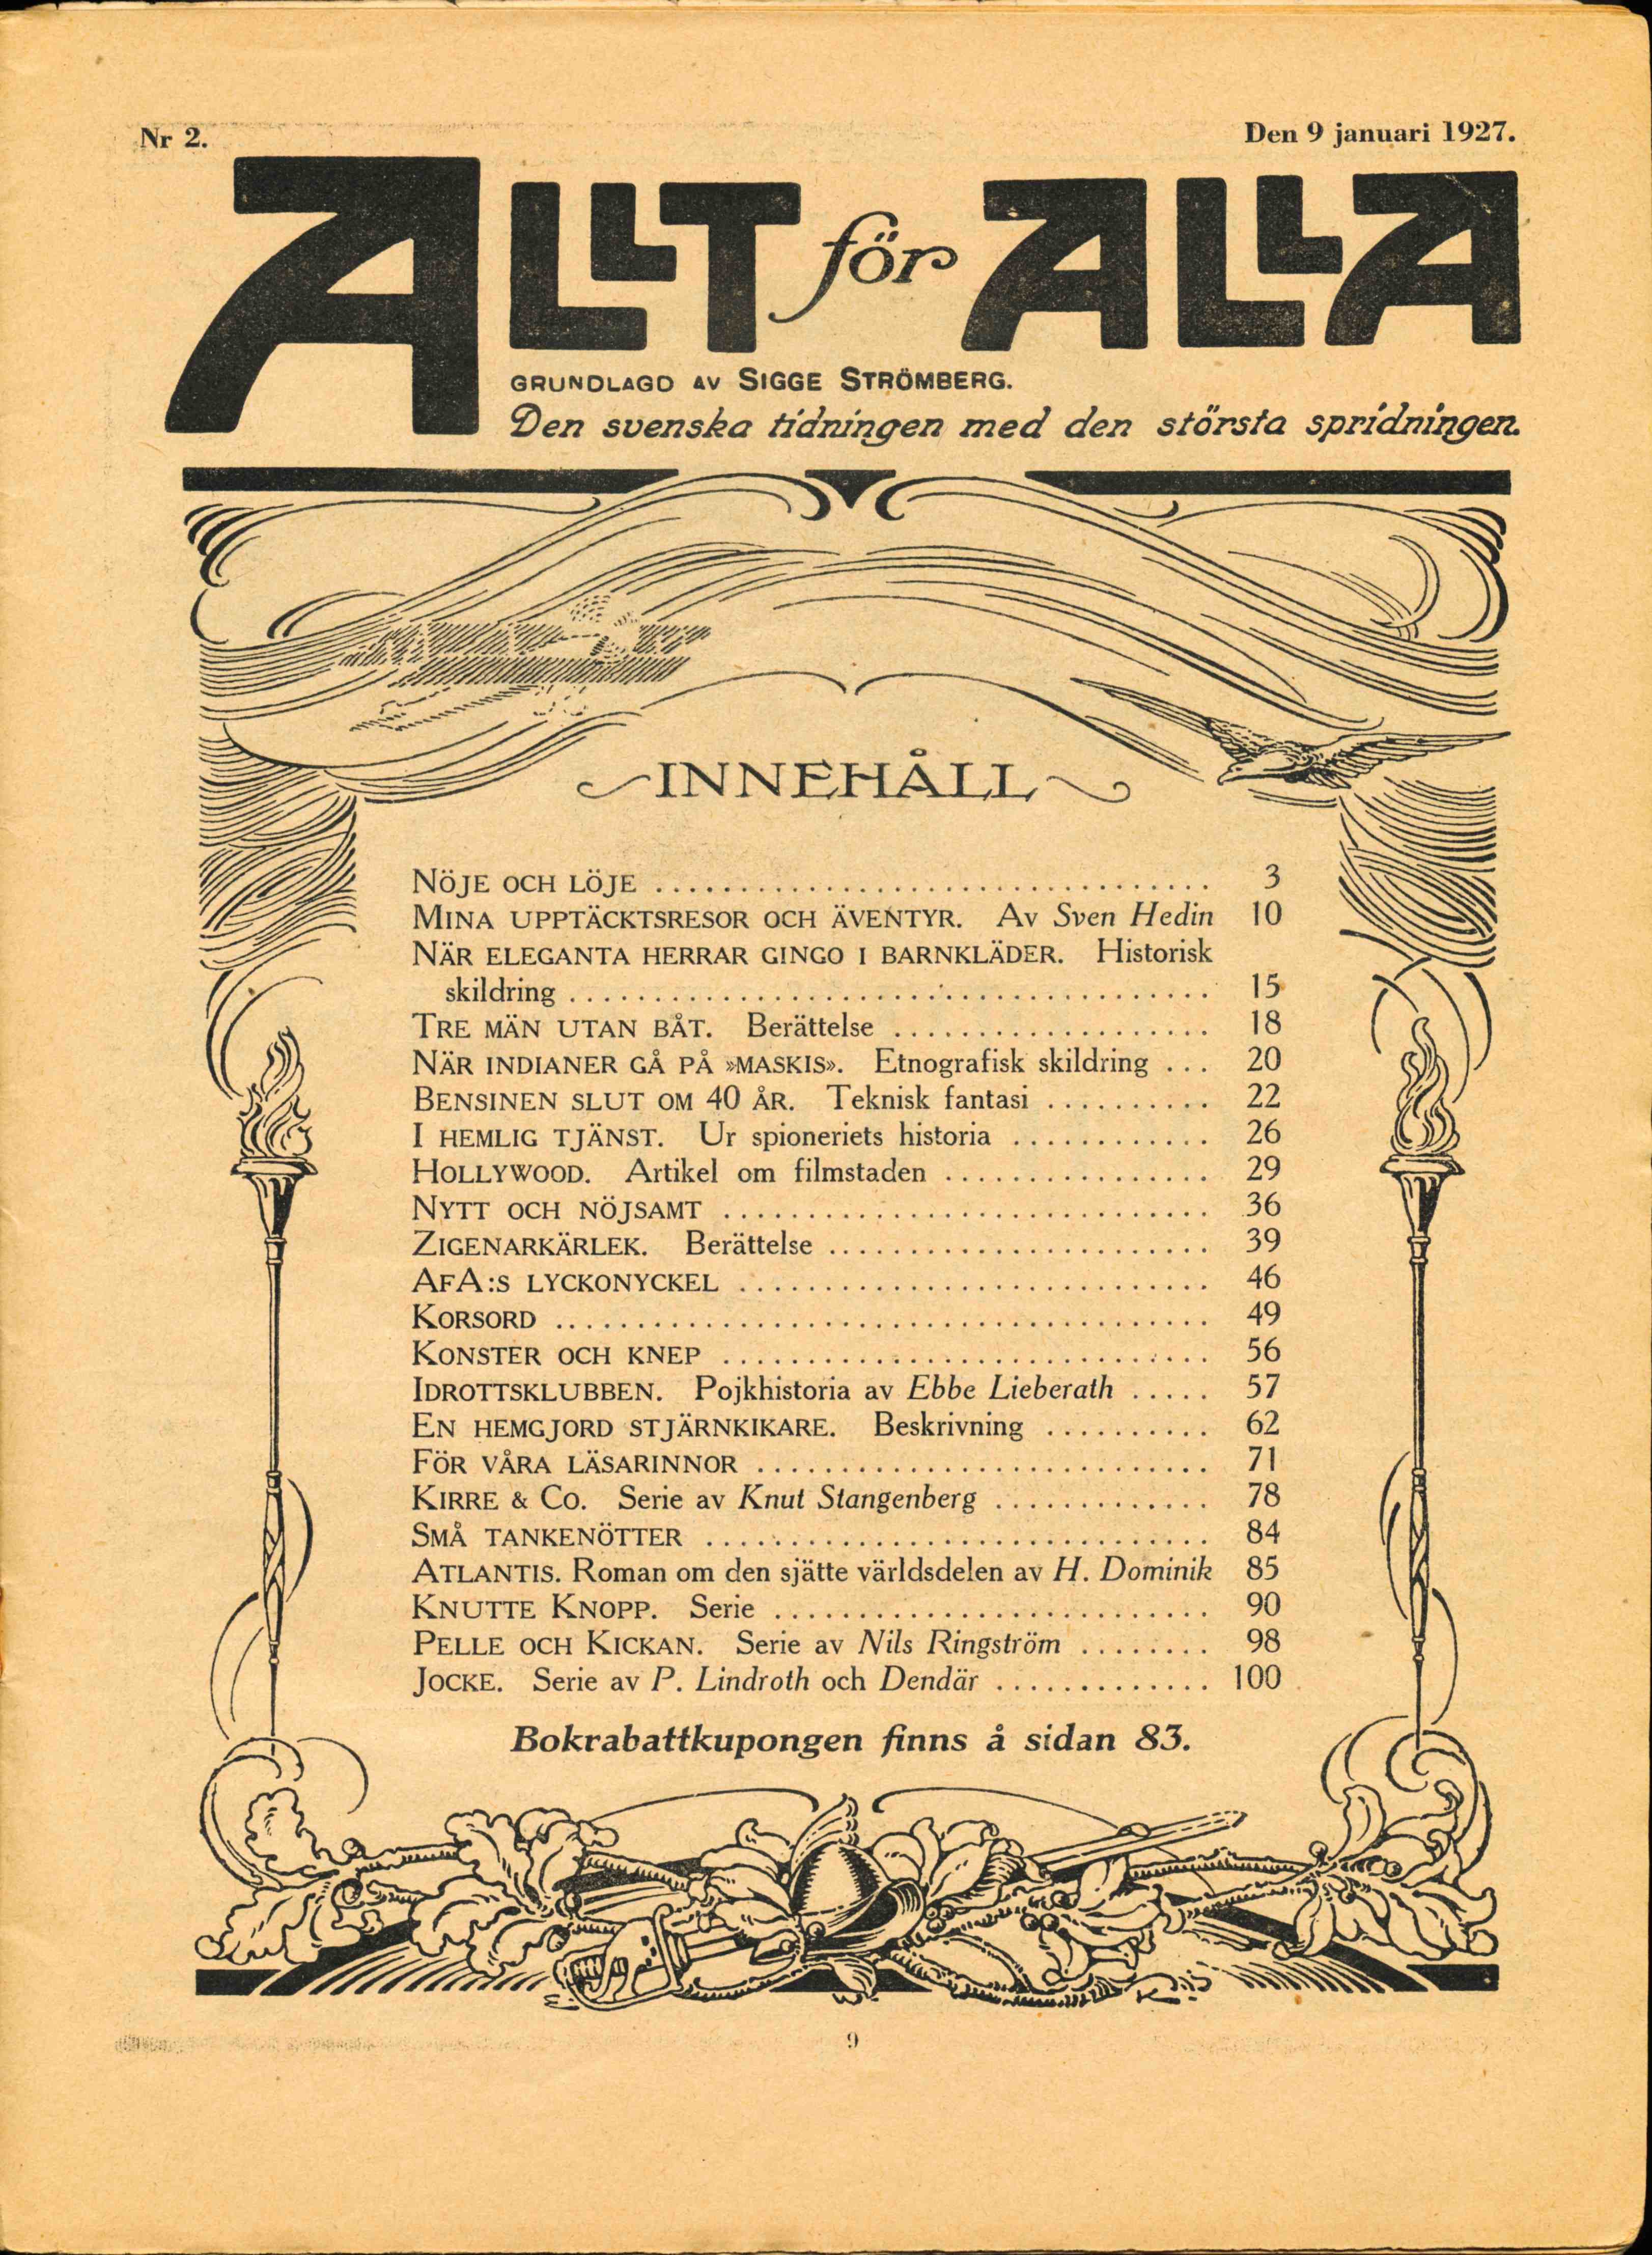 Nr 2.
Den 9 januari 1927.
ALLT för ALLA
GRUNDLAGD AV SIGGE STRÖMBERG.
Den svenska tidningen med den största spridningen.
INNEHÅLL
NÖJE OCH LÖJE .......... 3
MINA UPPTÄCKTSRESOR OCH ÄVENTYR. Av Sven Hedin 10
NÄR ELEGANTA HERRAR GINGO I BARNKLÄDER. Historisk
skildring .......... 15
TRE MÄN UTAN BÅT. Berättelse .......... 18
NÄR INDIANER GÅ PÅ »MASKIS». Etnografisk skildring ... 20
BENSINEN SLUT OM 40 ÅR. Teknisk fantasi .......... 22
I HEMLIG TJÄNST. Ur spioneriets historia .......... 26
HOLLYWOOD. Artikel om filmstaden .......... 29
NYTT OCH NÖJSAMT .......... 36
ZIGENARKÄRLEK. Berättelse .......... 39
AFA:S LYCKONYCKEL .......... 46
KORSORD .......... 49
KONSTER OCH KNEP .......... 56
IDROTTSKLUBBEN. Pojkhistoria av Ebbe Lieberath ..... 57
EN HEMGJORD STJÄRNKIKARE. Beskrivning .......... 62
FÖR VÅRA LÄSARINNOR .......... 71
KIRRE & CO. Serie av Knut Stangenberg .......... 78
SMÅ TANKENÖTTER .......... 84
ATLANTIS. Roman om den sjätte världsdelen av H. Dominik 85
KNUTTE KNOPP. Serie .......... 90
PELLE OCH KICKAN. Serie av Nils Ringström ........ 98
JOCKE. Serie av P. Lindroth och Dendär .......... 100
Bokrabattkupongen finns å sidan 83.
9